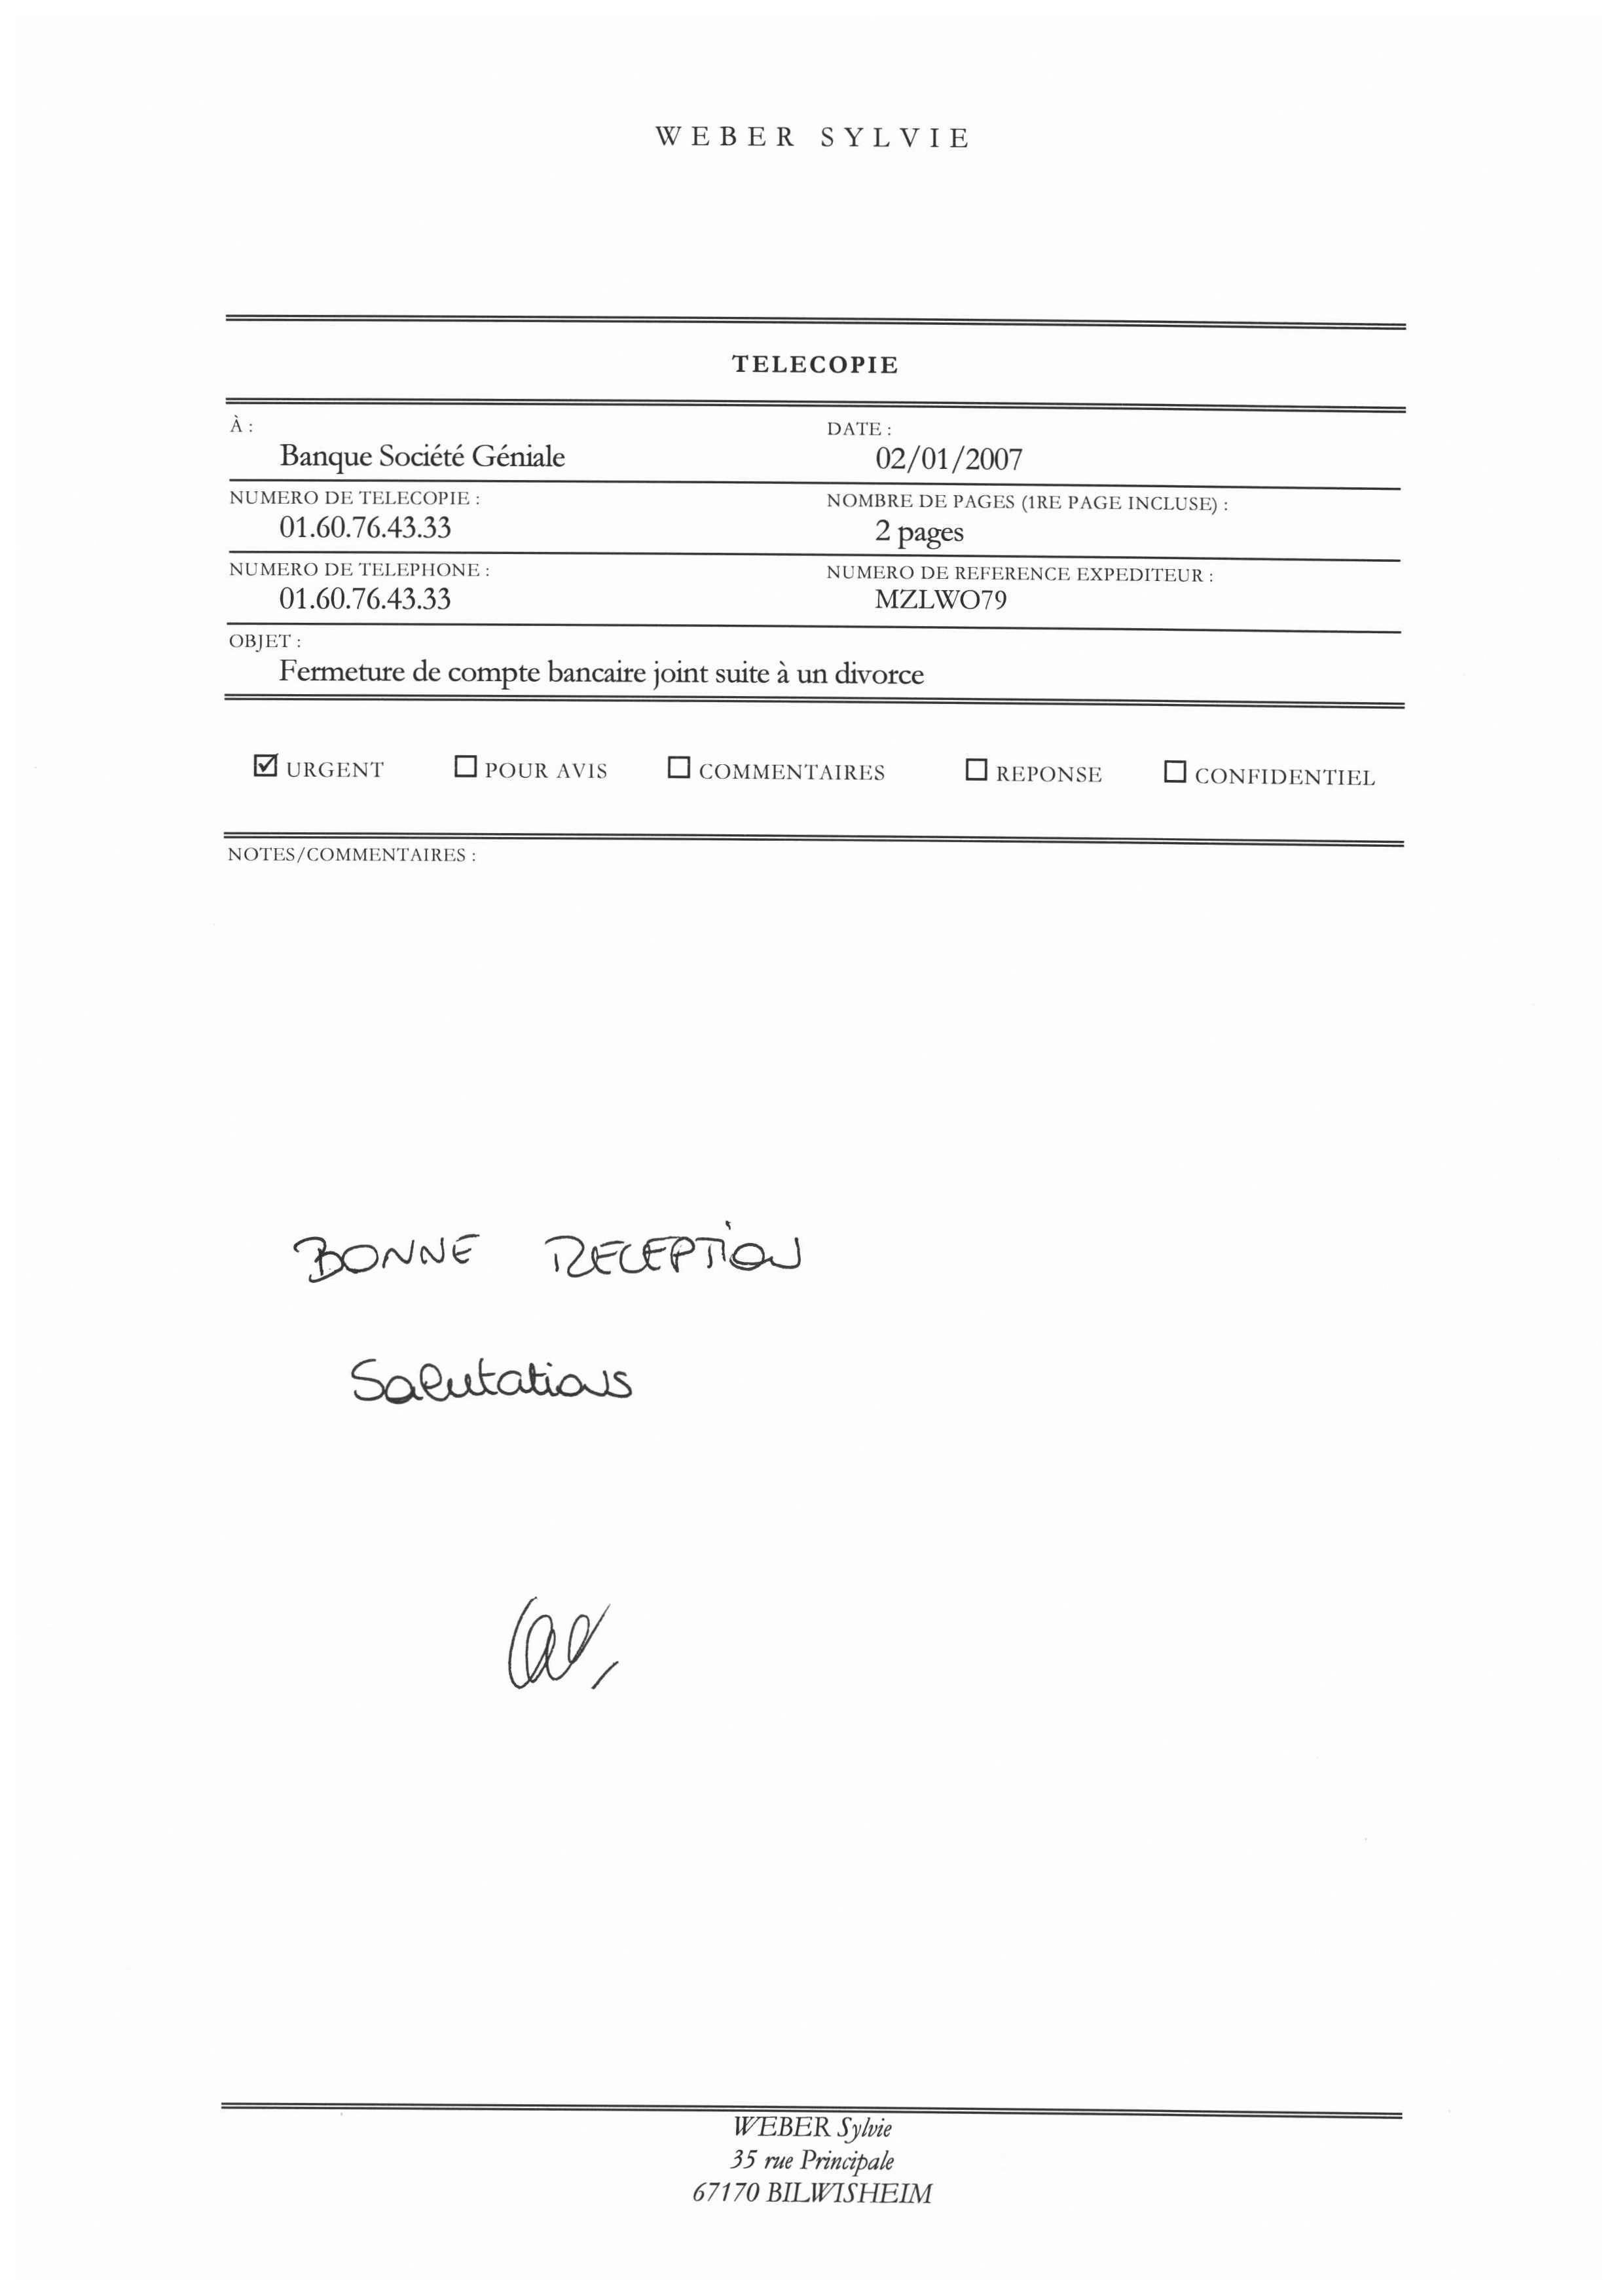 WEBER SYLVIE
TELECOPIE
À :
DATE :
Banque Société Géniale
02/01/2007
NUMERO DE TELECOPIE :
NOMBRE DE PAGES (1RE PAGE INCLUSE) :
01.60.76.43.33
2 pages
NUMERO DE TELEPHONE :
NUMERO DE REFERENCE EXPEDITEUR :
01.60.76.43.33
MZLWO79
OBJET :
Fermeture de compte bancaire joint suite à un divorce
☑ URGENT ☐ POUR AVIS ☐ COMMENTAIRES ☐ REPONSE ☐ CONFIDENTIEL
NOTES/COMMENTAIRES :
BONNE RECEPTION
Salutations
WEBER Sylvie
35 rue Principale
67170 BILWISHEIM